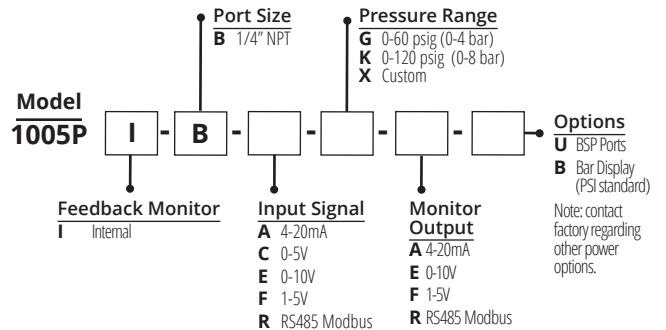 Port Size
B 1/4” NPT
Pressure Range
G 0-60 psig (0-4 bar)
K 0-120 psig (0-8 bar)
X Custom
Model
1005P
I - B - - - -
Options
U BSP Ports
B Bar Display
(PSI standard)
Note: contact
factory regarding
other power
options.
Feedback Monitor
I Internal
Input Signal
A 4-20mA
C 0-5V
E 0-10V
F 1-5V
R RS485 Modbus
Monitor
Output
A 4-20mA
E 0-10V
F 1-5V
R RS485 Modbus